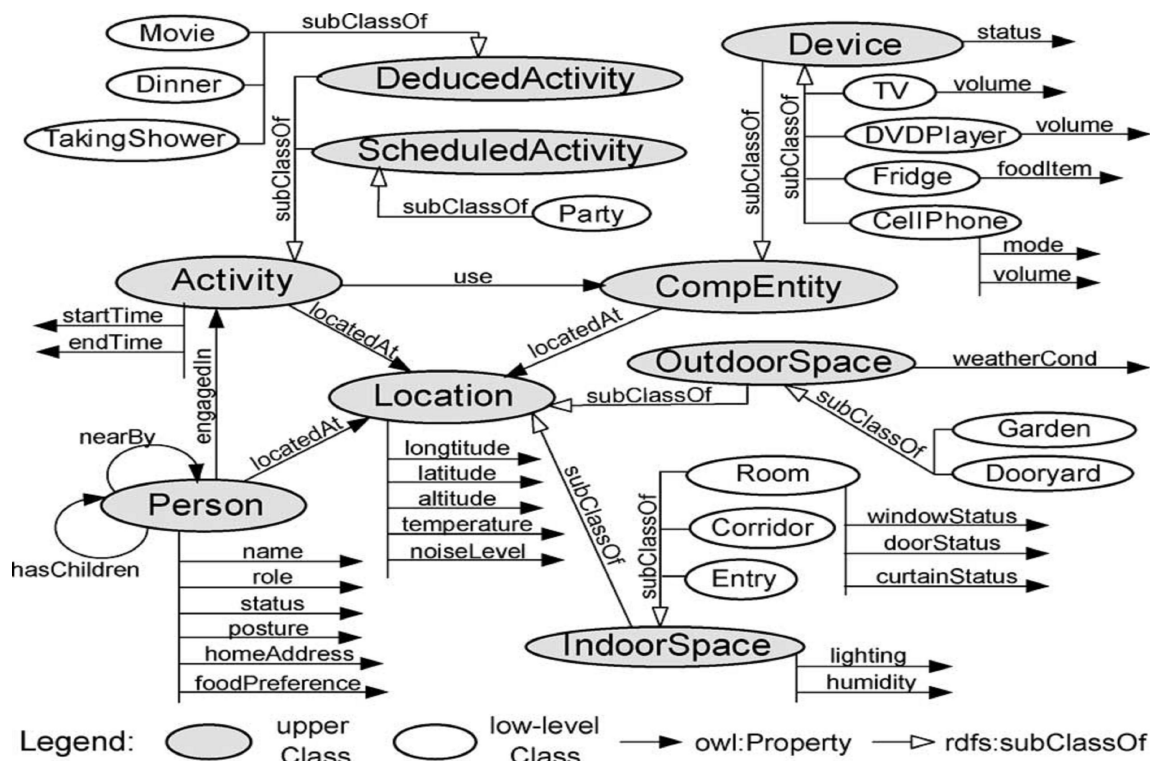 Movie
subClassOf
Device
status
Dinner
DeducedActivity
TV
volume
TakingShower
subClassOf
ScheduledActivity
subClassOf
subClassOf
DVDPlayer
volume
Fridge
foodItem
subClassOf
Party
CellPhone
mode
volume
Activity
use
CompEntity
startTime
endTime
locatedAt
locatedAt
OutdoorSpace
weatherCond
engagedIn
Location
subClassOf
subClassOf
Garden
Dooryard
nearBy
locatedAt
longtitude
latitude
altitude
temperature
noiseLevel
subClassOf
Room
Person
hasChildren
subClassOf
Corridor
Entry
windowStatus
doorStatus
curtainStatus
name
role
status
posture
homeAddress
foodPreference
IndoorSpace
lighting
humidity
Legend:
upper
Class
low-level
Class
owl:Property
rdfs:subClassOf